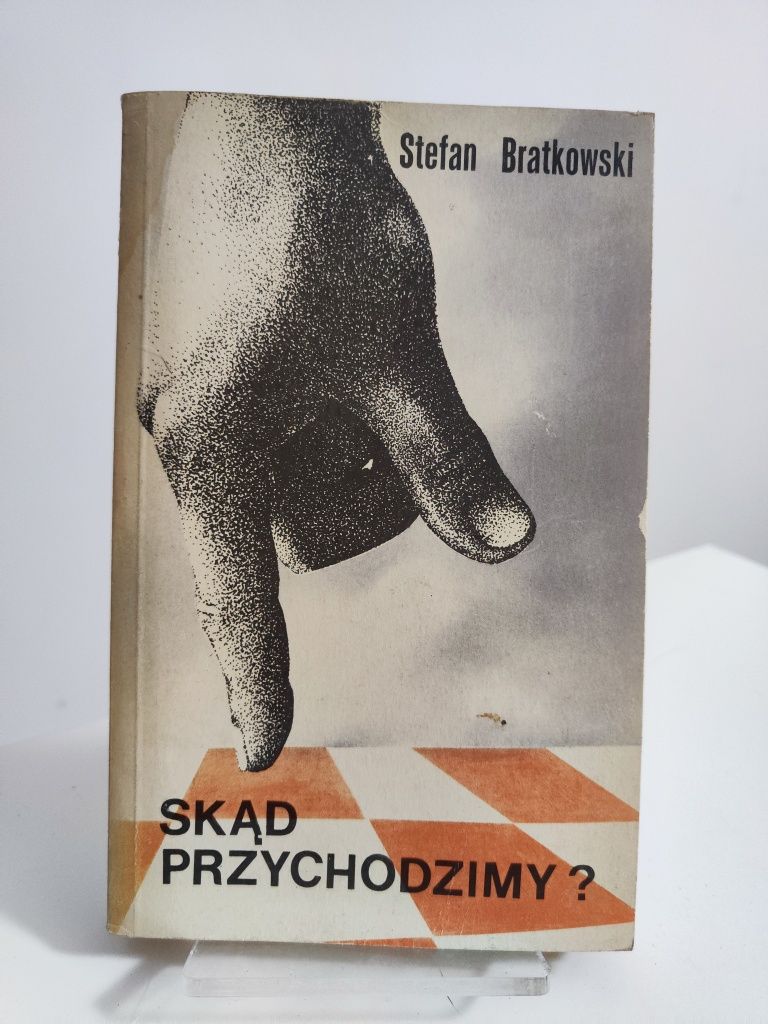 Stefan Bratkowski
SKĄD
PRZYCHODZIMY?